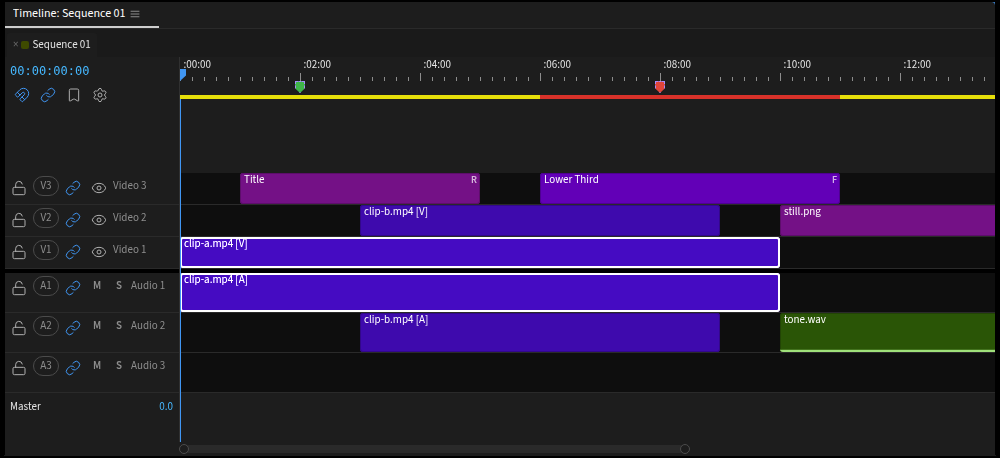 Timeline: Sequence 01
× Sequence 01
00:00:00:00
:00:00 :02:00 :04:00 :06:00 :08:00 :10:00 :12:00
V3 Video 3 Title R Lower Third F
V2 Video 2 clip-b.mp4 [V] still.png
V1 Video 1 clip-a.mp4 [V]
A1 M S Audio 1 clip-a.mp4 [A]
A2 M S Audio 2 clip-b.mp4 [A] tone.wav
A3 M S Audio 3
Master 0.0